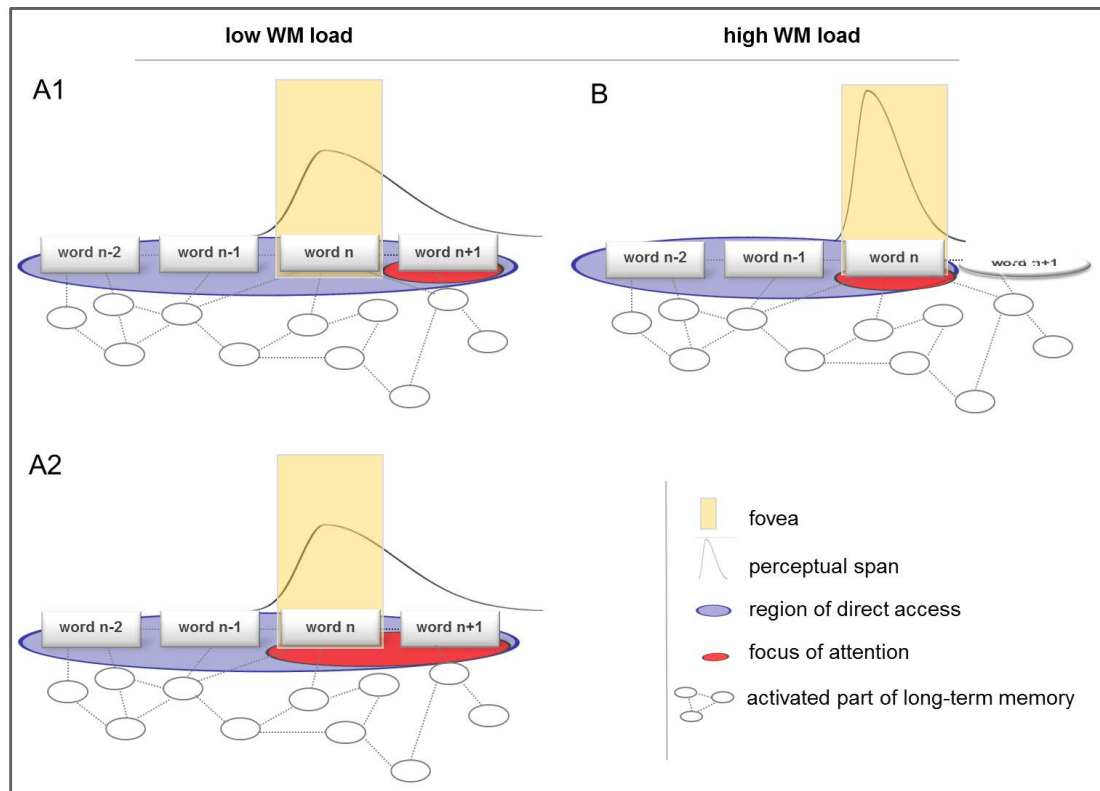 low WM load
high WM load
A1
B
word n-2
word n-1
word n
word n+1
word n-2
word n-1
word n
word n+1
A2
word n-2
word n-1
word n
word n+1
fovea
perceptual span
region of direct access
focus of attention
activated part of long-term memory